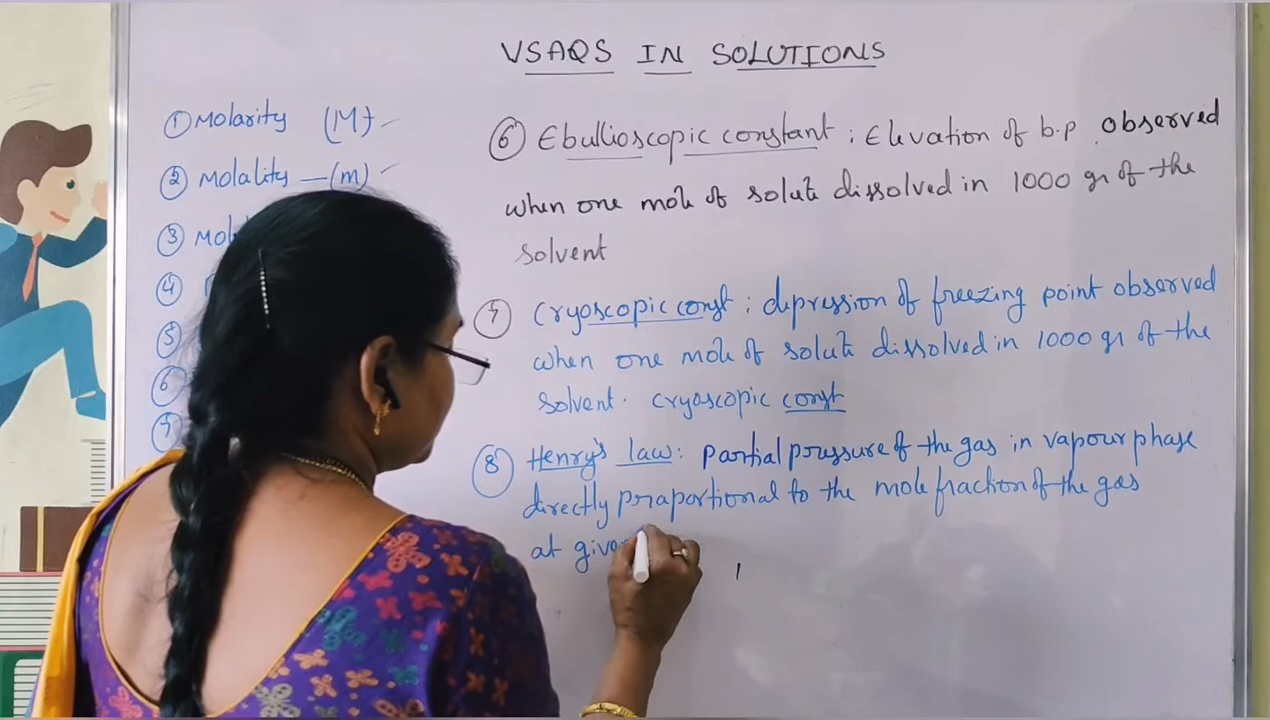 VSAQS IN SOLUTIONS
① Molarity (M) -
② Molality - (m) -
③ Mol
④
⑤
⑥
⑦
⑥ Ebullioscopic constant : Elevation of b.p observed
when one mole of solute dissolved in 1000 gr of the
solvent
⑦ Cryoscopic const : depression of freezing point observed
when one mole of solute dissolved in 1000 gr of the
solvent. cryoscopic const
⑧ Henry's law : partial pressure of the gas in vapour phase
directly praportional to the mole fraction of the gas
at given